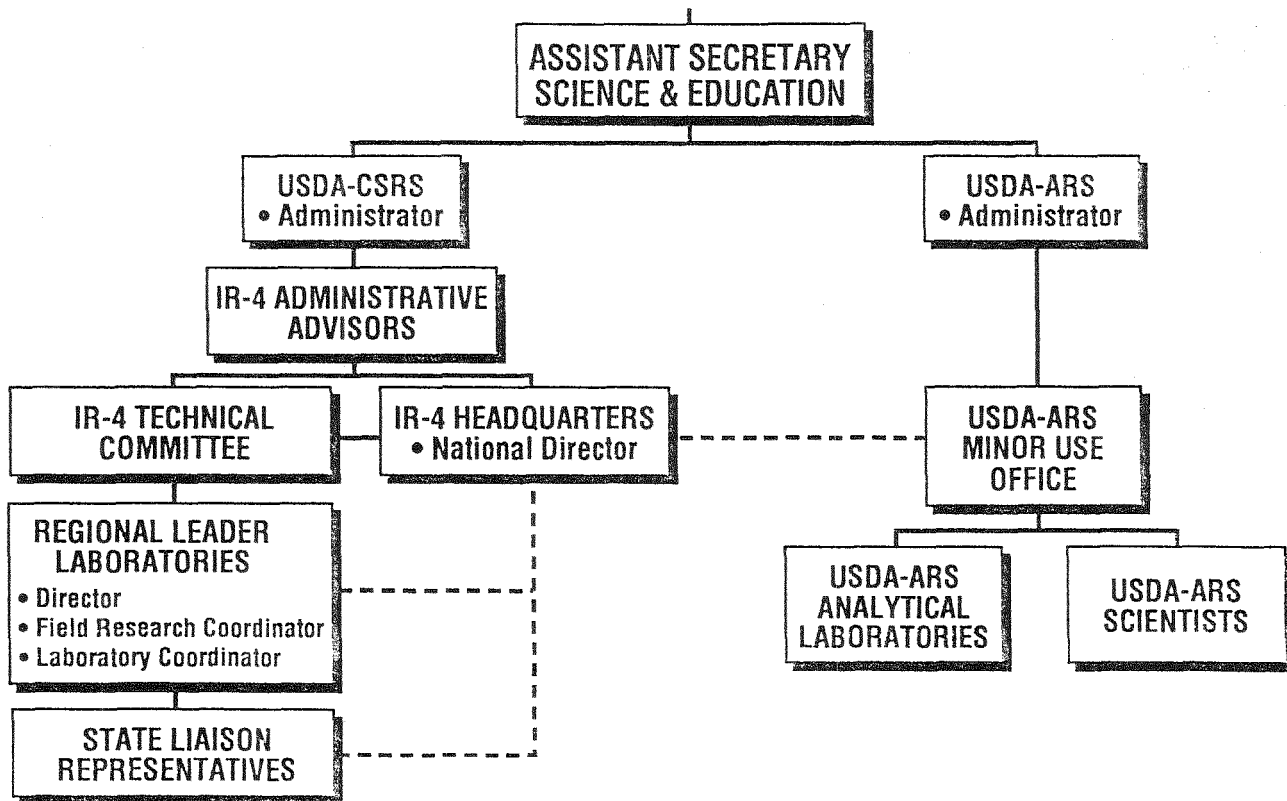 ASSISTANT SECRETARY
SCIENCE & EDUCATION
USDA-CSRS
• Administrator
USDA-ARS
• Administrator
IR-4 ADMINISTRATIVE
ADVISORS
IR-4 TECHNICAL
COMMITTEE
IR-4 HEADQUARTERS
• National Director
USDA-ARS
MINOR USE
OFFICE
REGIONAL LEADER
LABORATORIES
• Director
• Field Research Coordinator
• Laboratory Coordinator
USDA-ARS
ANALYTICAL
LABORATORIES
USDA-ARS
SCIENTISTS
STATE LIAISON
REPRESENTATIVES